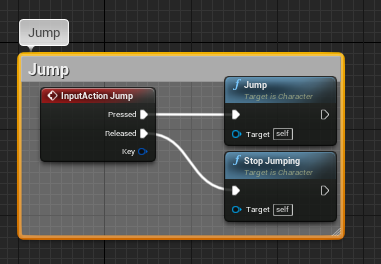 Jump
Jump
InputAction Jump
Pressed
Released
Key
f Jump
Target is Character
Target self
f Stop Jumping
Target is Character
Target self